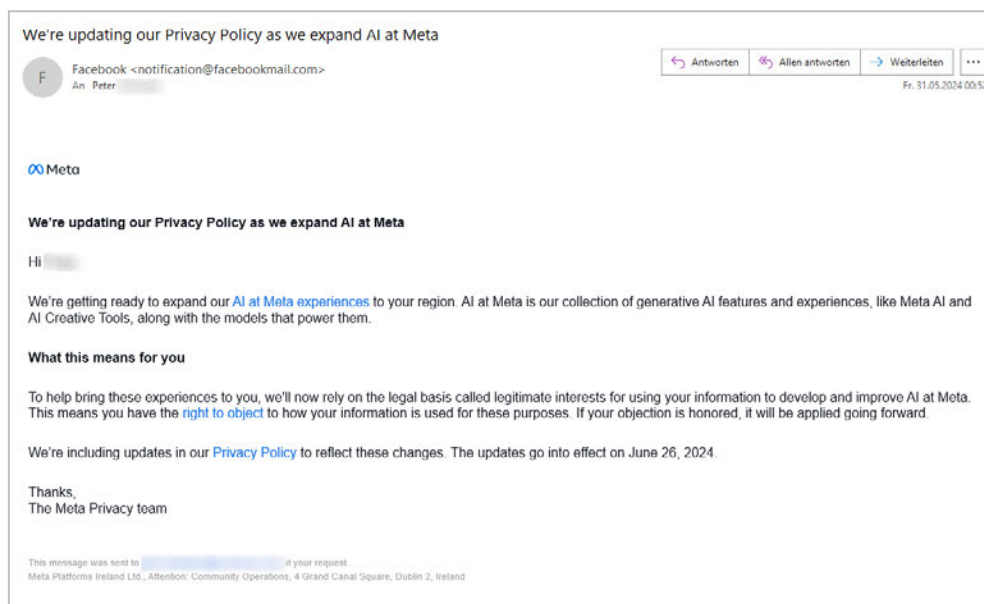 We're updating our Privacy Policy as we expand AI at Meta
F
Facebook <notification@facebookmail.com>
An Peter
Antworten
Allen antworten
Weiterleiten
...
Fr. 31.05.2024 00:52
Meta
We're updating our Privacy Policy as we expand AI at Meta
Hi
We're getting ready to expand our AI at Meta experiences to your region. AI at Meta is our collection of generative AI features and experiences, like Meta AI and
AI Creative Tools, along with the models that power them.
What this means for you
To help bring these experiences to you, we'll now rely on the legal basis called legitimate interests for using your information to develop and improve AI at Meta.
This means you have the right to object to how your information is used for these purposes. If your objection is honored, it will be applied going forward.
We're including updates in our Privacy Policy to reflect these changes. The updates go into effect on June 26, 2024.
Thanks,
The Meta Privacy team
This message was sent to your request.
Meta Platforms Ireland Ltd., Attention: Community Operations, 4 Grand Canal Square, Dublin 2, Ireland